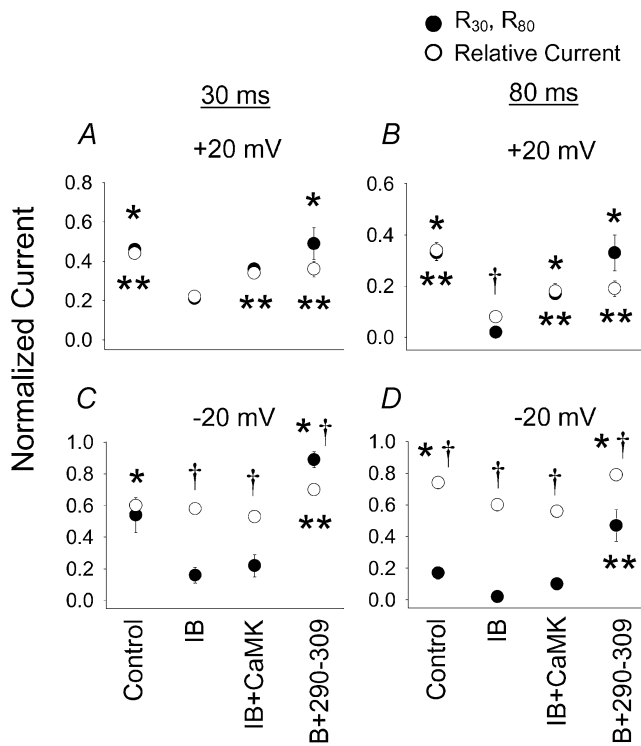 R30, R80
Relative Current
30 ms
80 ms
A
+20 mV
B
+20 mV
Normalized Current
0.8
0.6
0.4
0.2
0.0
*
**
**
*
**
0.6
0.4
0.2
0.0
*
**
†
*
**
*
**
C
-20 mV
D
-20 mV
1.0
0.8
0.6
0.4
0.2
0.0
*
†
†
*†
**
1.0
0.8
0.6
0.4
0.2
0.0
*†
†
†
*†
**
Control
IB
IB+CaMK
B+290-309
Control
IB
IB+CaMK
B+290-309